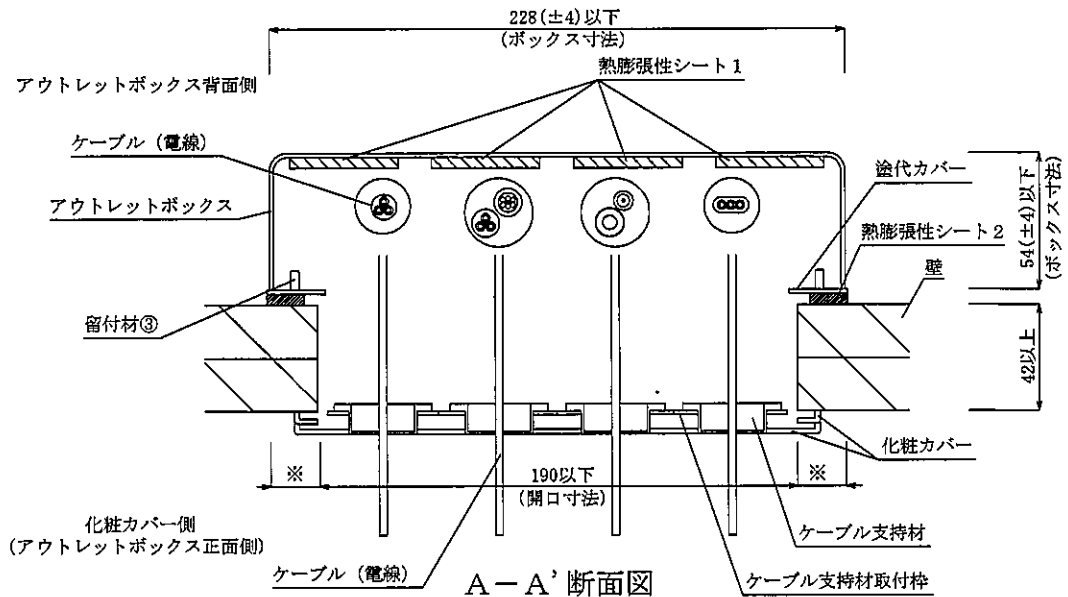 228(±4)以下
(ボックス寸法)
熱膨張性シート1
アウトレットボックス背面側
ケーブル（電線）
塗代カバー
アウトレットボックス
熱膨張性シート2
54(±4)以下
(ボックス寸法)
壁
留付材③
42以上
化粧カバー
※
190以下
(開口寸法)
※
化粧カバー側
(アウトレットボックス正面側)
ケーブル支持材
ケーブル（電線）
A－A’断面図
ケーブル支持材取付枠